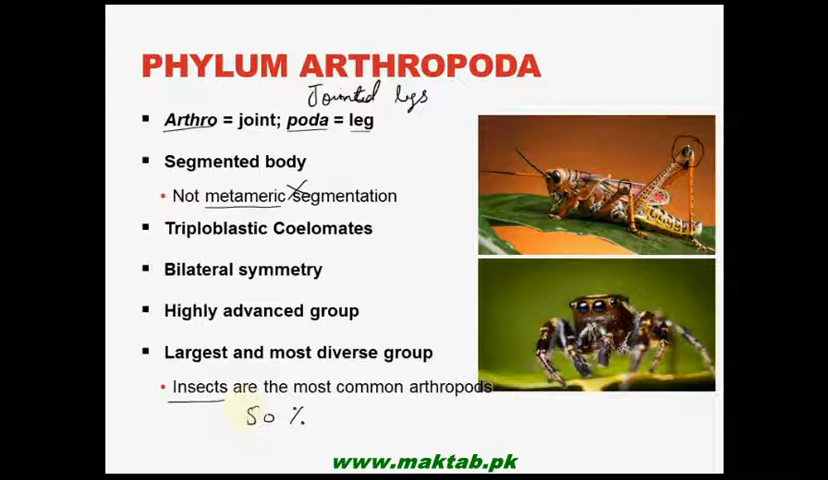 PHYLUM ARTHROPODA
Jointed legs
Arthro = joint; poda = leg
Segmented body
Not metameric segmentation
Triploblastic Coelomates
Bilateral symmetry
Highly advanced group
Largest and most diverse group
Insects are the most common arthropods
50 %
www.maktab.pk